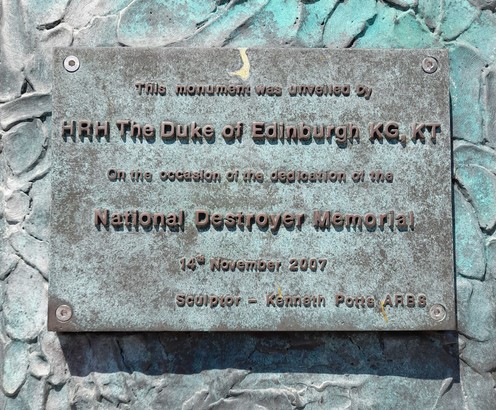 This monument was unveiled by
HRH The Duke of Edinburgh KG, KT
On the occasion of the dedication of the
National Destroyer Memorial
14th November 2007
Sculptor – Kenneth Potts ARBS